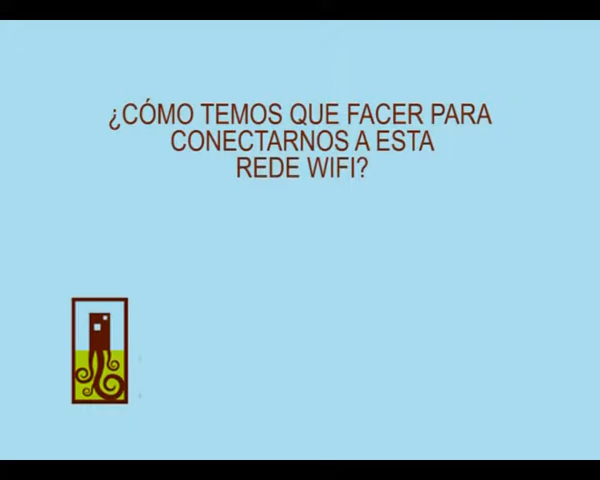 ¿CÓMO TEMOS QUE FACER PARA
CONECTARNOS A ESTA
REDE WIFI?